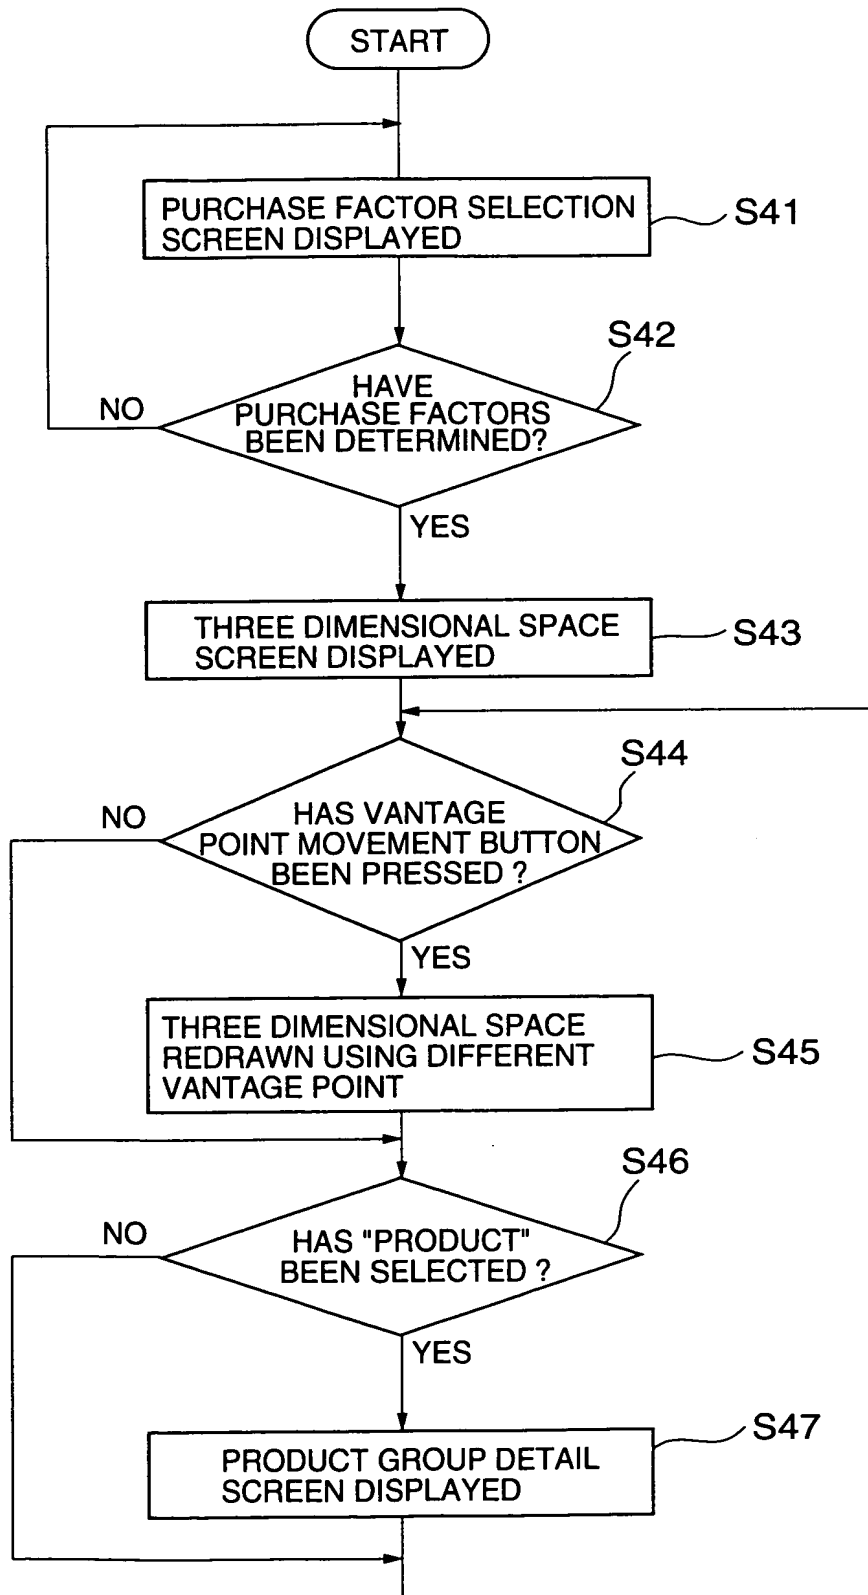 START
PURCHASE FACTOR SELECTION
SCREEN DISPLAYED
S41
S42
HAVE
PURCHASE FACTORS
BEEN DETERMINED?
NO
YES
THREE DIMENSIONAL SPACE
SCREEN DISPLAYED
S43
S44
NO
HAS VANTAGE
POINT MOVEMENT BUTTON
BEEN PRESSED ?
YES
THREE DIMENSIONAL SPACE
REDRAWN USING DIFFERENT
VANTAGE POINT
S45
S46
NO
HAS "PRODUCT"
BEEN SELECTED ?
YES
S47
PRODUCT GROUP DETAIL
SCREEN DISPLAYED